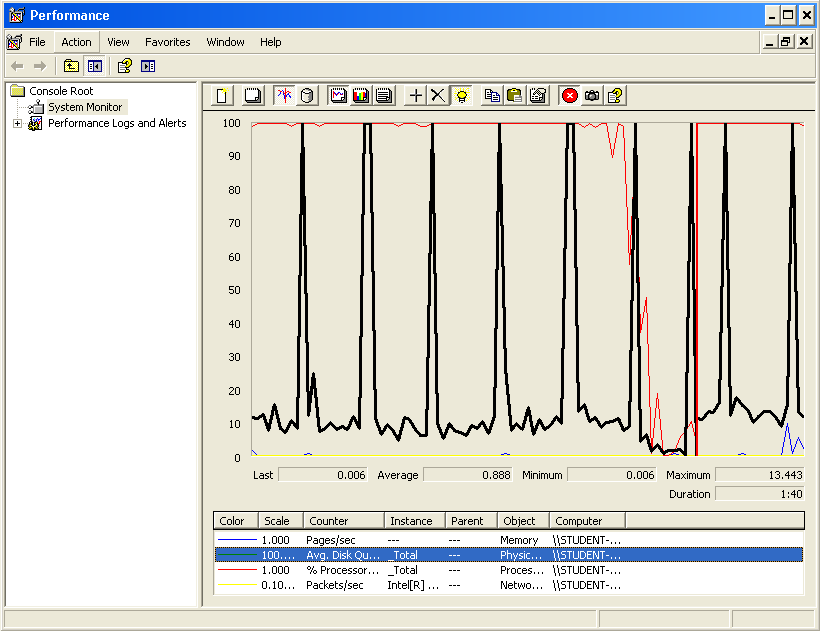 Performance
File Action View Favorites Window Help
Console Root
System Monitor
Performance Logs and Alerts
100
90
80
70
60
50
40
30
20
10
0
Last 0.006 Average 0.888 Minimum 0.006 Maximum 13.443
Duration 1:40
Color Scale Counter Instance Parent Object Computer
1.000 Pages/sec --- --- Memory \\STUDENT-...
100.... Avg. Disk Qu... _Total --- Physic... \\STUDENT-...
1.000 % Processor... _Total --- Proces... \\STUDENT-...
0.10... Packets/sec Intel[R] ... --- Netwo... \\STUDENT-...